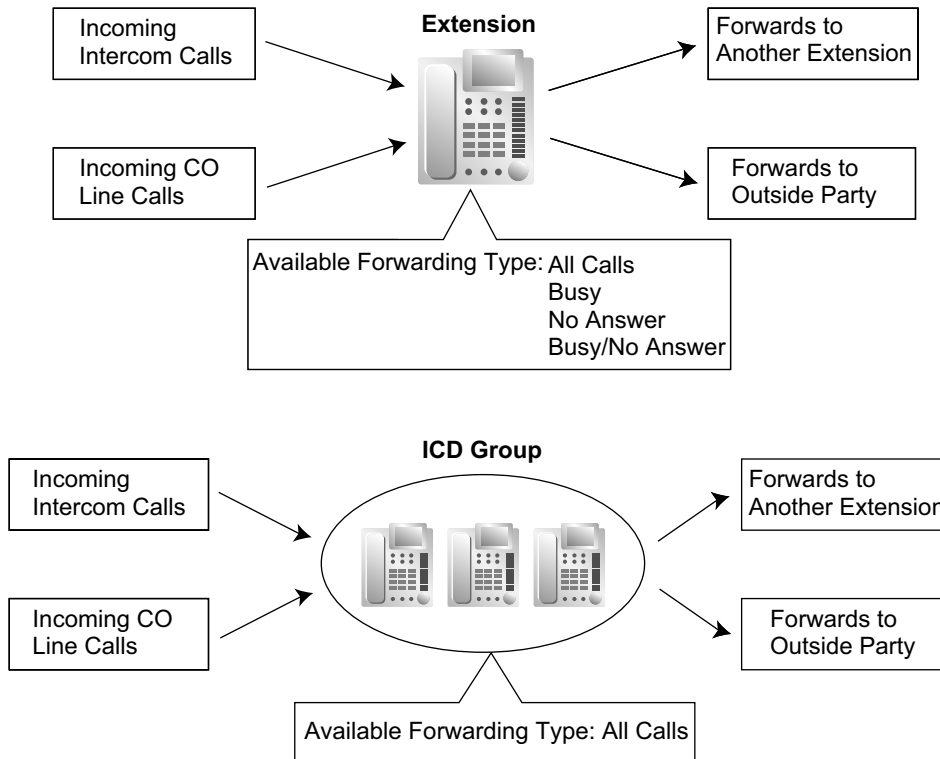 Extension
Incoming
Intercom Calls
Forwards to
Another Extension
Incoming CO
Line Calls
Forwards to
Outside Party
Available Forwarding Type: All Calls
Busy
No Answer
Busy/No Answer
ICD Group
Incoming
Intercom Calls
Forwards to
Another Extension
Incoming CO
Line Calls
Forwards to
Outside Party
Available Forwarding Type: All Calls